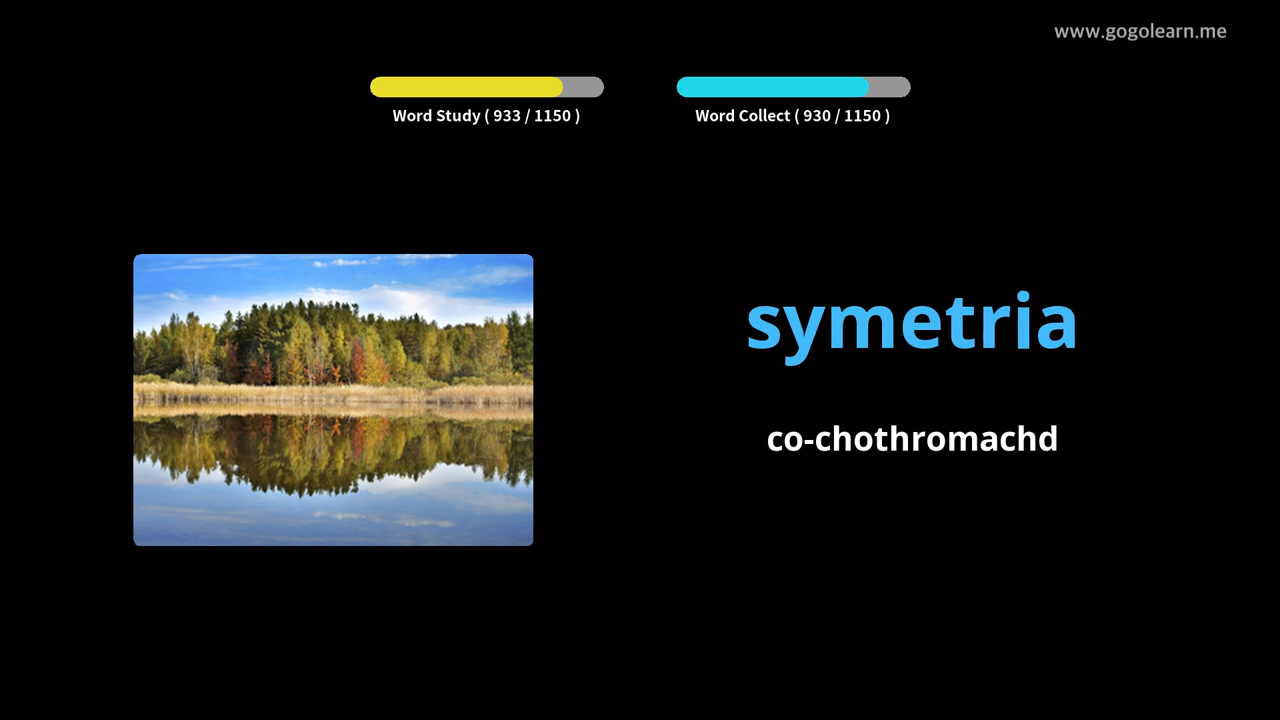 www.gogolearn.me
Word Study ( 933 / 1150 )
Word Collect ( 930 / 1150 )
symetria
co-chothromachd